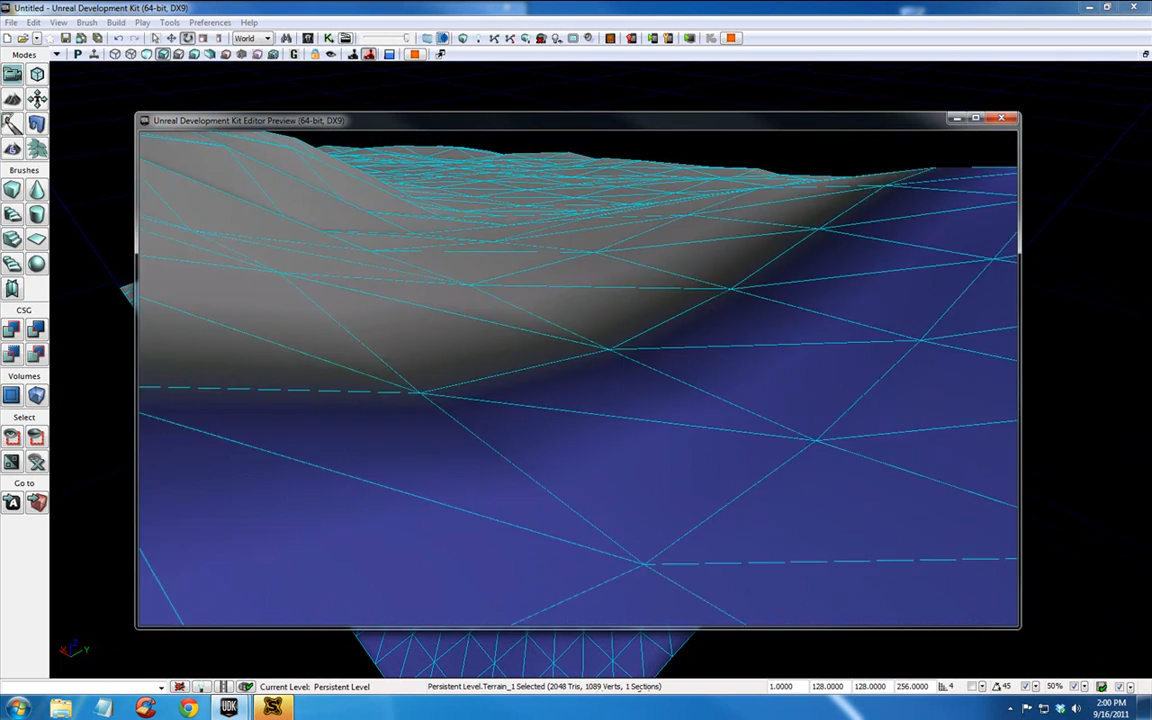 Untitled - Unreal Development Kit (64-bit, DX9)
File Edit View Brush Build Play Tools Preferences Help
World
Modes
P G
Unreal Development Kit Editor Preview (64-bit, DX9)
Brushes
CSG
Volumes
Select
Go to
X Z Y
Current Level: Persistent Level Persistent Level.Terrain_1 Selected (2048 Tris, 1089 Verts, 1 Sections) 1.0000 128.0000 128.0000 256.0000 4 45 50%
UDK
2:00 PM
9/16/2011